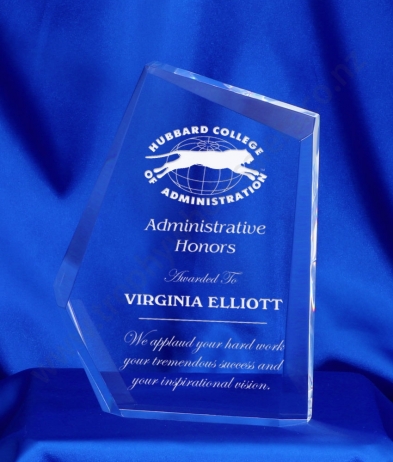 HUBBARD COLLEGE
OF ADMINISTRATION
Administrative
Honors
Awarded To
VIRGINIA ELLIOTT
We applaud your hard work
your tremendous success and
your inspirational vision.